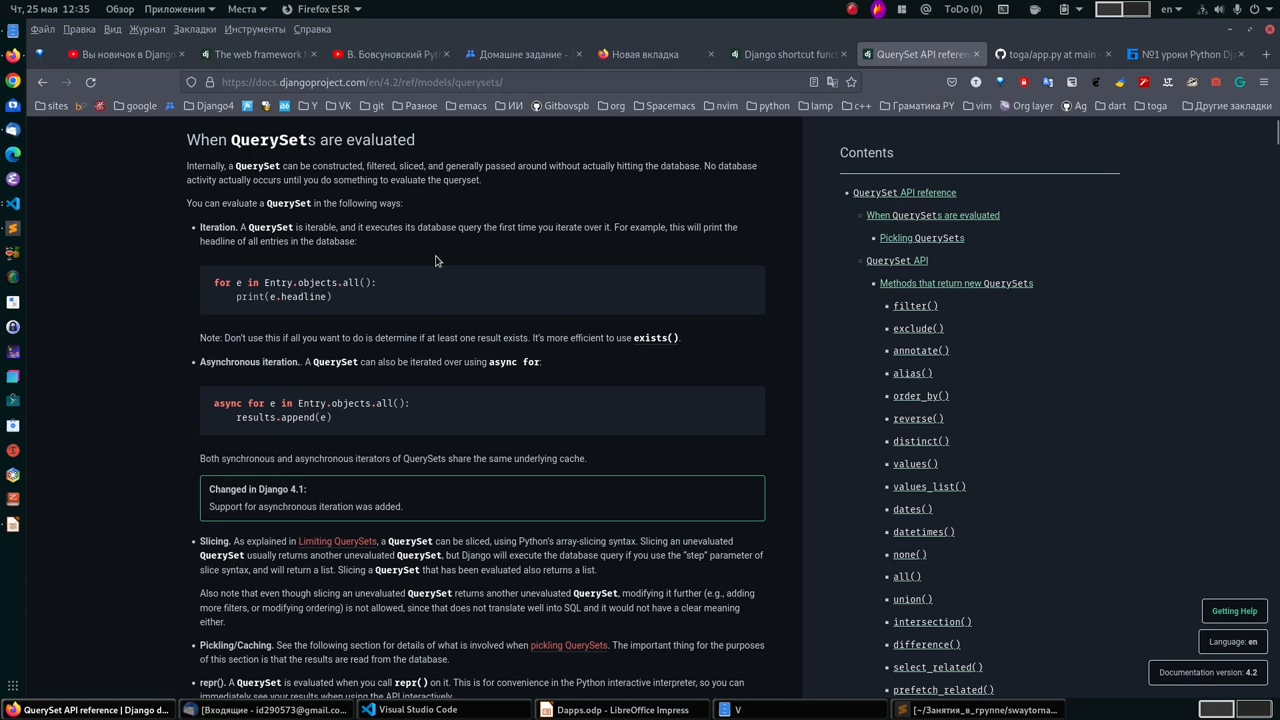 Чт, 25 мая 12:35 Обзор Приложения Места Firefox ESR ToDo(0) en
Файл Правка Вид Журнал Закладки Инструменты Справка
Вы новичок в Django The web framework f В. Бовсуновский Pyt Домашние задание - Z Новая вкладка Django shortcut funct QuerySet API referen toga/app.py at main · №1 уроки Python Dj
https://docs.djangoproject.com/en/4.2/ref/models/querysets/
sites google Django4 Y VK git Разное emacs ИИ Gitbovspb org Spacemacs nvim python lamp c++ Граматика PY vim Org layer Ag dart toga Другие закладки
When QuerySets are evaluated
Internally, a QuerySet can be constructed, filtered, sliced, and generally passed around without actually hitting the database. No database
activity actually occurs until you do something to evaluate the queryset.
You can evaluate a QuerySet in the following ways:
Iteration. A QuerySet is iterable, and it executes its database query the first time you iterate over it. For example, this will print the
headline of all entries in the database:
for e in Entry.objects.all():
print(e.headline)
Note: Don't use this if all you want to do is determine if at least one result exists. It's more efficient to use exists().
Asynchronous iteration.. A QuerySet can also be iterated over using async for:
async for e in Entry.objects.all():
results.append(e)
Both synchronous and asynchronous iterators of QuerySets share the same underlying cache.
Changed in Django 4.1:
Support for asynchronous iteration was added.
Slicing. As explained in Limiting QuerySets, a QuerySet can be sliced, using Python's array-slicing syntax. Slicing an unevaluated
QuerySet usually returns another unevaluated QuerySet, but Django will execute the database query if you use the "step" parameter of
slice syntax, and will return a list. Slicing a QuerySet that has been evaluated also returns a list.
Also note that even though slicing an unevaluated QuerySet returns another unevaluated QuerySet, modifying it further (e.g., adding
more filters, or modifying ordering) is not allowed, since that does not translate well into SQL and it would not have a clear meaning
either.
Pickling/Caching. See the following section for details of what is involved when pickling QuerySets. The important thing for the purposes
of this section is that the results are read from the database.
repr(). A QuerySet is evaluated when you call repr() on it. This is for convenience in the Python interactive interpreter, so you can
immediately see your results when using the API interactively.
Contents
QuerySet API reference
When QuerySets are evaluated
Pickling QuerySets
QuerySet API
Methods that return new QuerySets
filter()
exclude()
annotate()
alias()
order_by()
reverse()
distinct()
values()
values_list()
dates()
datetimes()
none()
all()
union()
intersection()
difference()
select_related()
prefetch_related()
Getting Help
Language: en
Documentation version: 4.2
QuerySet API reference | Django d... [Входящие - id290573@gmail.co... Visual Studio Code Dapps.odp - LibreOffice Impress V [~/Занятия_в_группе/swaytorna...